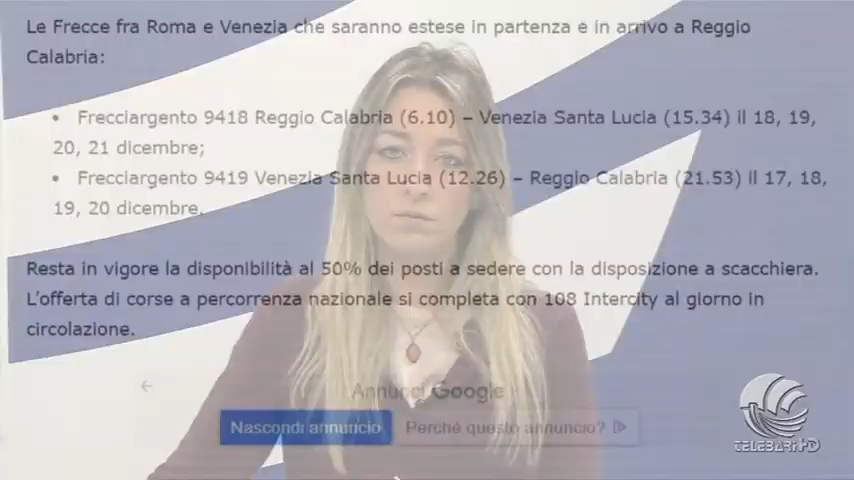 Le Frecce fra Roma e Venezia che saranno estese in partenza e in arrivo a Reggio
Calabria:
• Frecciargento 9418 Reggio Calabria (6.10) – Venezia Santa Lucia (15.34) il 18, 19,
20, 21 dicembre;
• Frecciargento 9419 Venezia Santa Lucia (12.26) – Reggio Calabria (21.53) il 17, 18,
19, 20 dicembre.
Resta in vigore la disponibilità al 50% dei posti a sedere con la disposizione a scacchiera.
L'offerta di corse a percorrenza nazionale si completa con 108 Intercity al giorno in
circolazione.
Annunci Google
Nascondi annuncio Perché questo annuncio?
TELEBARI HD